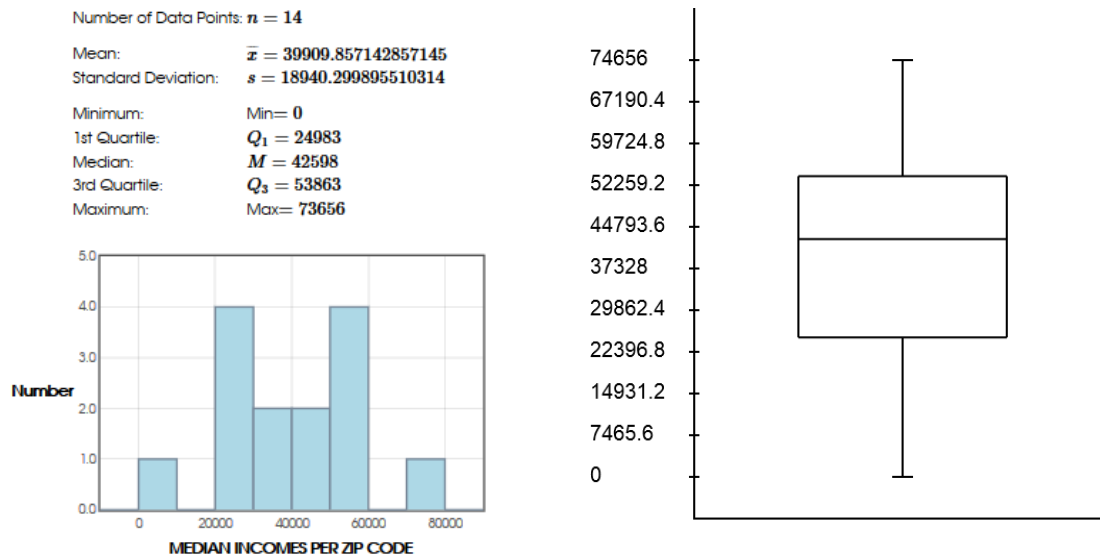 Number of Data Points: n = 14
Mean: x̄ = 39909.857142857145
Standard Deviation: s = 18940.299895510314
Minimum: Min= 0
1st Quartile: Q₁ = 24983
Median: M = 42598
3rd Quartile: Q₃ = 53863
Maximum: Max= 73656
5.0
4.0
3.0
Number
2.0
1.0
0.0
0 20000 40000 60000 80000
MEDIAN INCOMES PER ZIP CODE
74656
67190.4
59724.8
52259.2
44793.6
37328
29862.4
22396.8
14931.2
7465.6
0